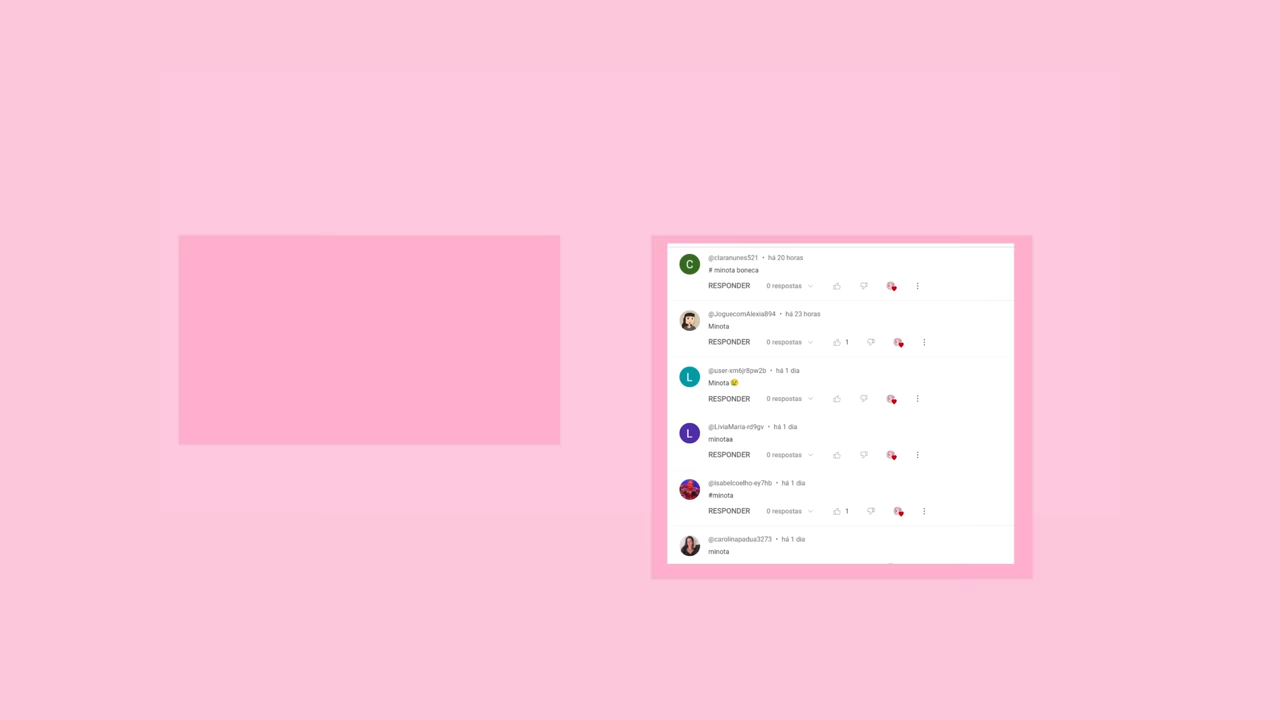 @claranunes521 • há 20 horas
# minota boneca
RESPONDER 0 respostas
@JoguecomAlexia894 • há 23 horas
Minota
RESPONDER 0 respostas 1
@user-xm6jr8pw2b • há 1 dia
Minota 😢
RESPONDER 0 respostas
@LiviaMaria-rd9gv • há 1 dia
minotaa
RESPONDER 0 respostas
@isabelcoelho-ey7hb • há 1 dia
#minota
RESPONDER 0 respostas 1
@carolinapadua3273 • há 1 dia
minota
C
L
L